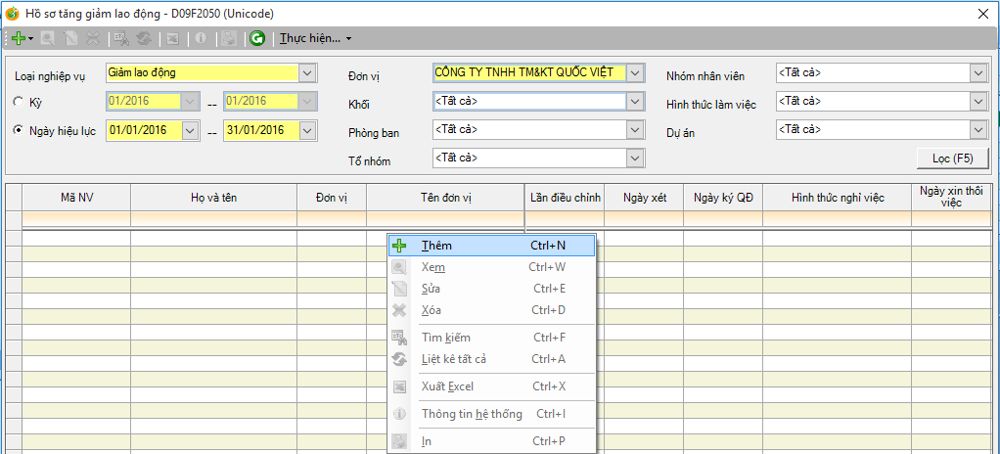 Hồ sơ tăng giảm lao động - D09F2050 (Unicode)
Thực hiện...
Loại nghiệp vụ Giảm lao động Đơn vị CÔNG TY TNHH TM&KT QUỐC VIỆT Nhóm nhân viên <Tất cả>
Kỳ 01/2016 -- 01/2016 Khối <Tất cả> Hình thức làm việc <Tất cả>
Ngày hiệu lực 01/01/2016 -- 31/01/2016 Phòng ban <Tất cả> Dự án <Tất cả>
Tổ nhóm <Tất cả> Lọc (F5)
Mã NV Họ và tên Đơn vị Tên đơn vị Lần điều chỉnh Ngày xét Ngày ký QĐ Hình thức nghỉ việc Ngày xin thôi việc
Thêm Ctrl+N
Xem Ctrl+W
Sửa Ctrl+E
Xóa Ctrl+D
Tìm kiếm Ctrl+F
Liệt kê tất cả Ctrl+A
Xuất Excel Ctrl+X
Thông tin hệ thống Ctrl+I
In Ctrl+P